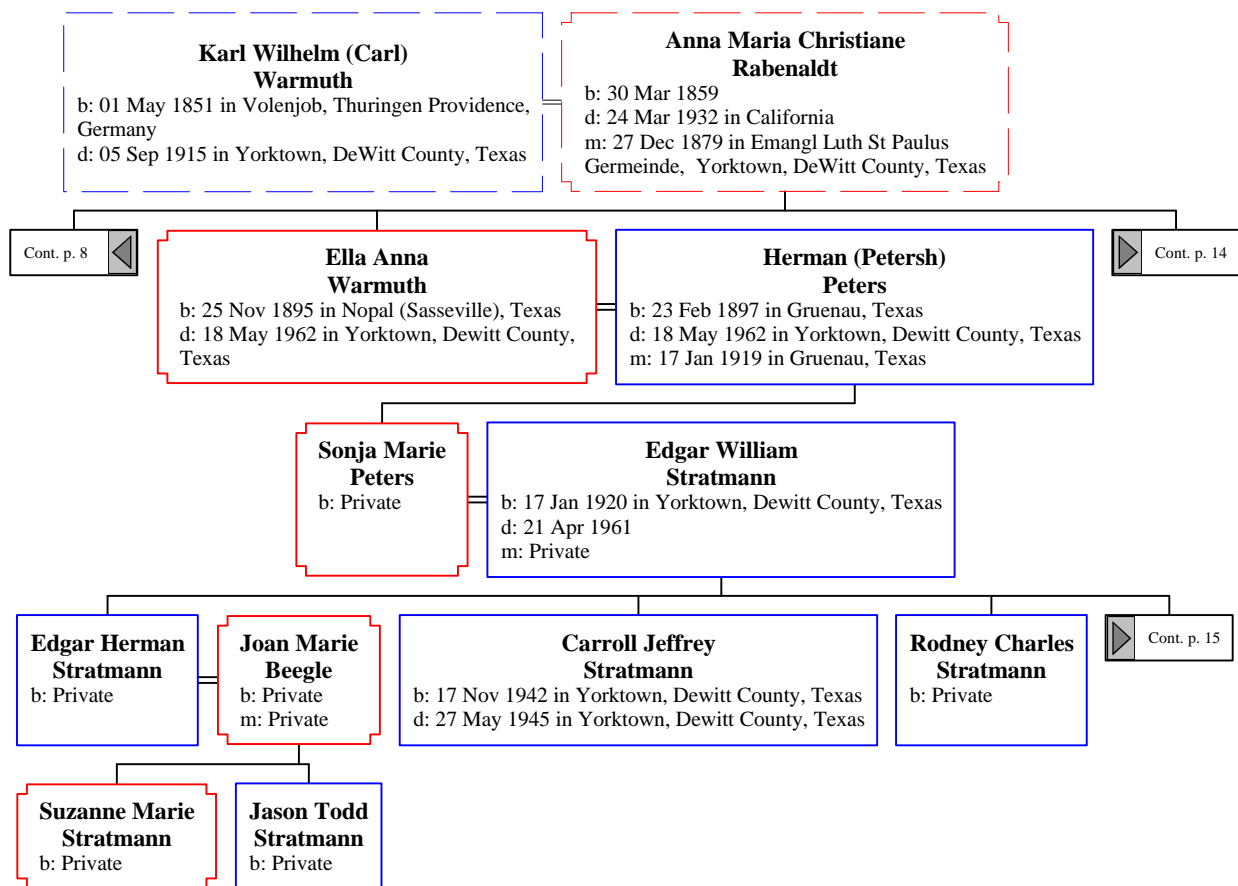 Karl Wilhelm (Carl)
Warmuth
b: 01 May 1851 in Volenjob, Thuringen Providence,
Germany
d: 05 Sep 1915 in Yorktown, DeWitt County, Texas
Anna Maria Christiane
Rabenaldt
b: 30 Mar 1859
d: 24 Mar 1932 in California
m: 27 Dec 1879 in Emangl Luth St Paulus
Germeinde, Yorktown, DeWitt County, Texas
Cont. p. 8
Ella Anna
Warmuth
b: 25 Nov 1895 in Nopal (Sasseville), Texas
d: 18 May 1962 in Yorktown, Dewitt County,
Texas
Herman (Petersh)
Peters
b: 23 Feb 1897 in Gruenau, Texas
d: 18 May 1962 in Yorktown, Dewitt County, Texas
m: 17 Jan 1919 in Gruenau, Texas
Cont. p. 14
Sonja Marie
Peters
b: Private
Edgar William
Stratmann
b: 17 Jan 1920 in Yorktown, Dewitt County, Texas
d: 21 Apr 1961
m: Private
Edgar Herman
Stratmann
b: Private
Joan Marie
Beegle
b: Private
m: Private
Carroll Jeffrey
Stratmann
b: 17 Nov 1942 in Yorktown, Dewitt County, Texas
d: 27 May 1945 in Yorktown, Dewitt County, Texas
Rodney Charles
Stratmann
b: Private
Cont. p. 15
Suzanne Marie
Stratmann
b: Private
Jason Todd
Stratmann
b: Private